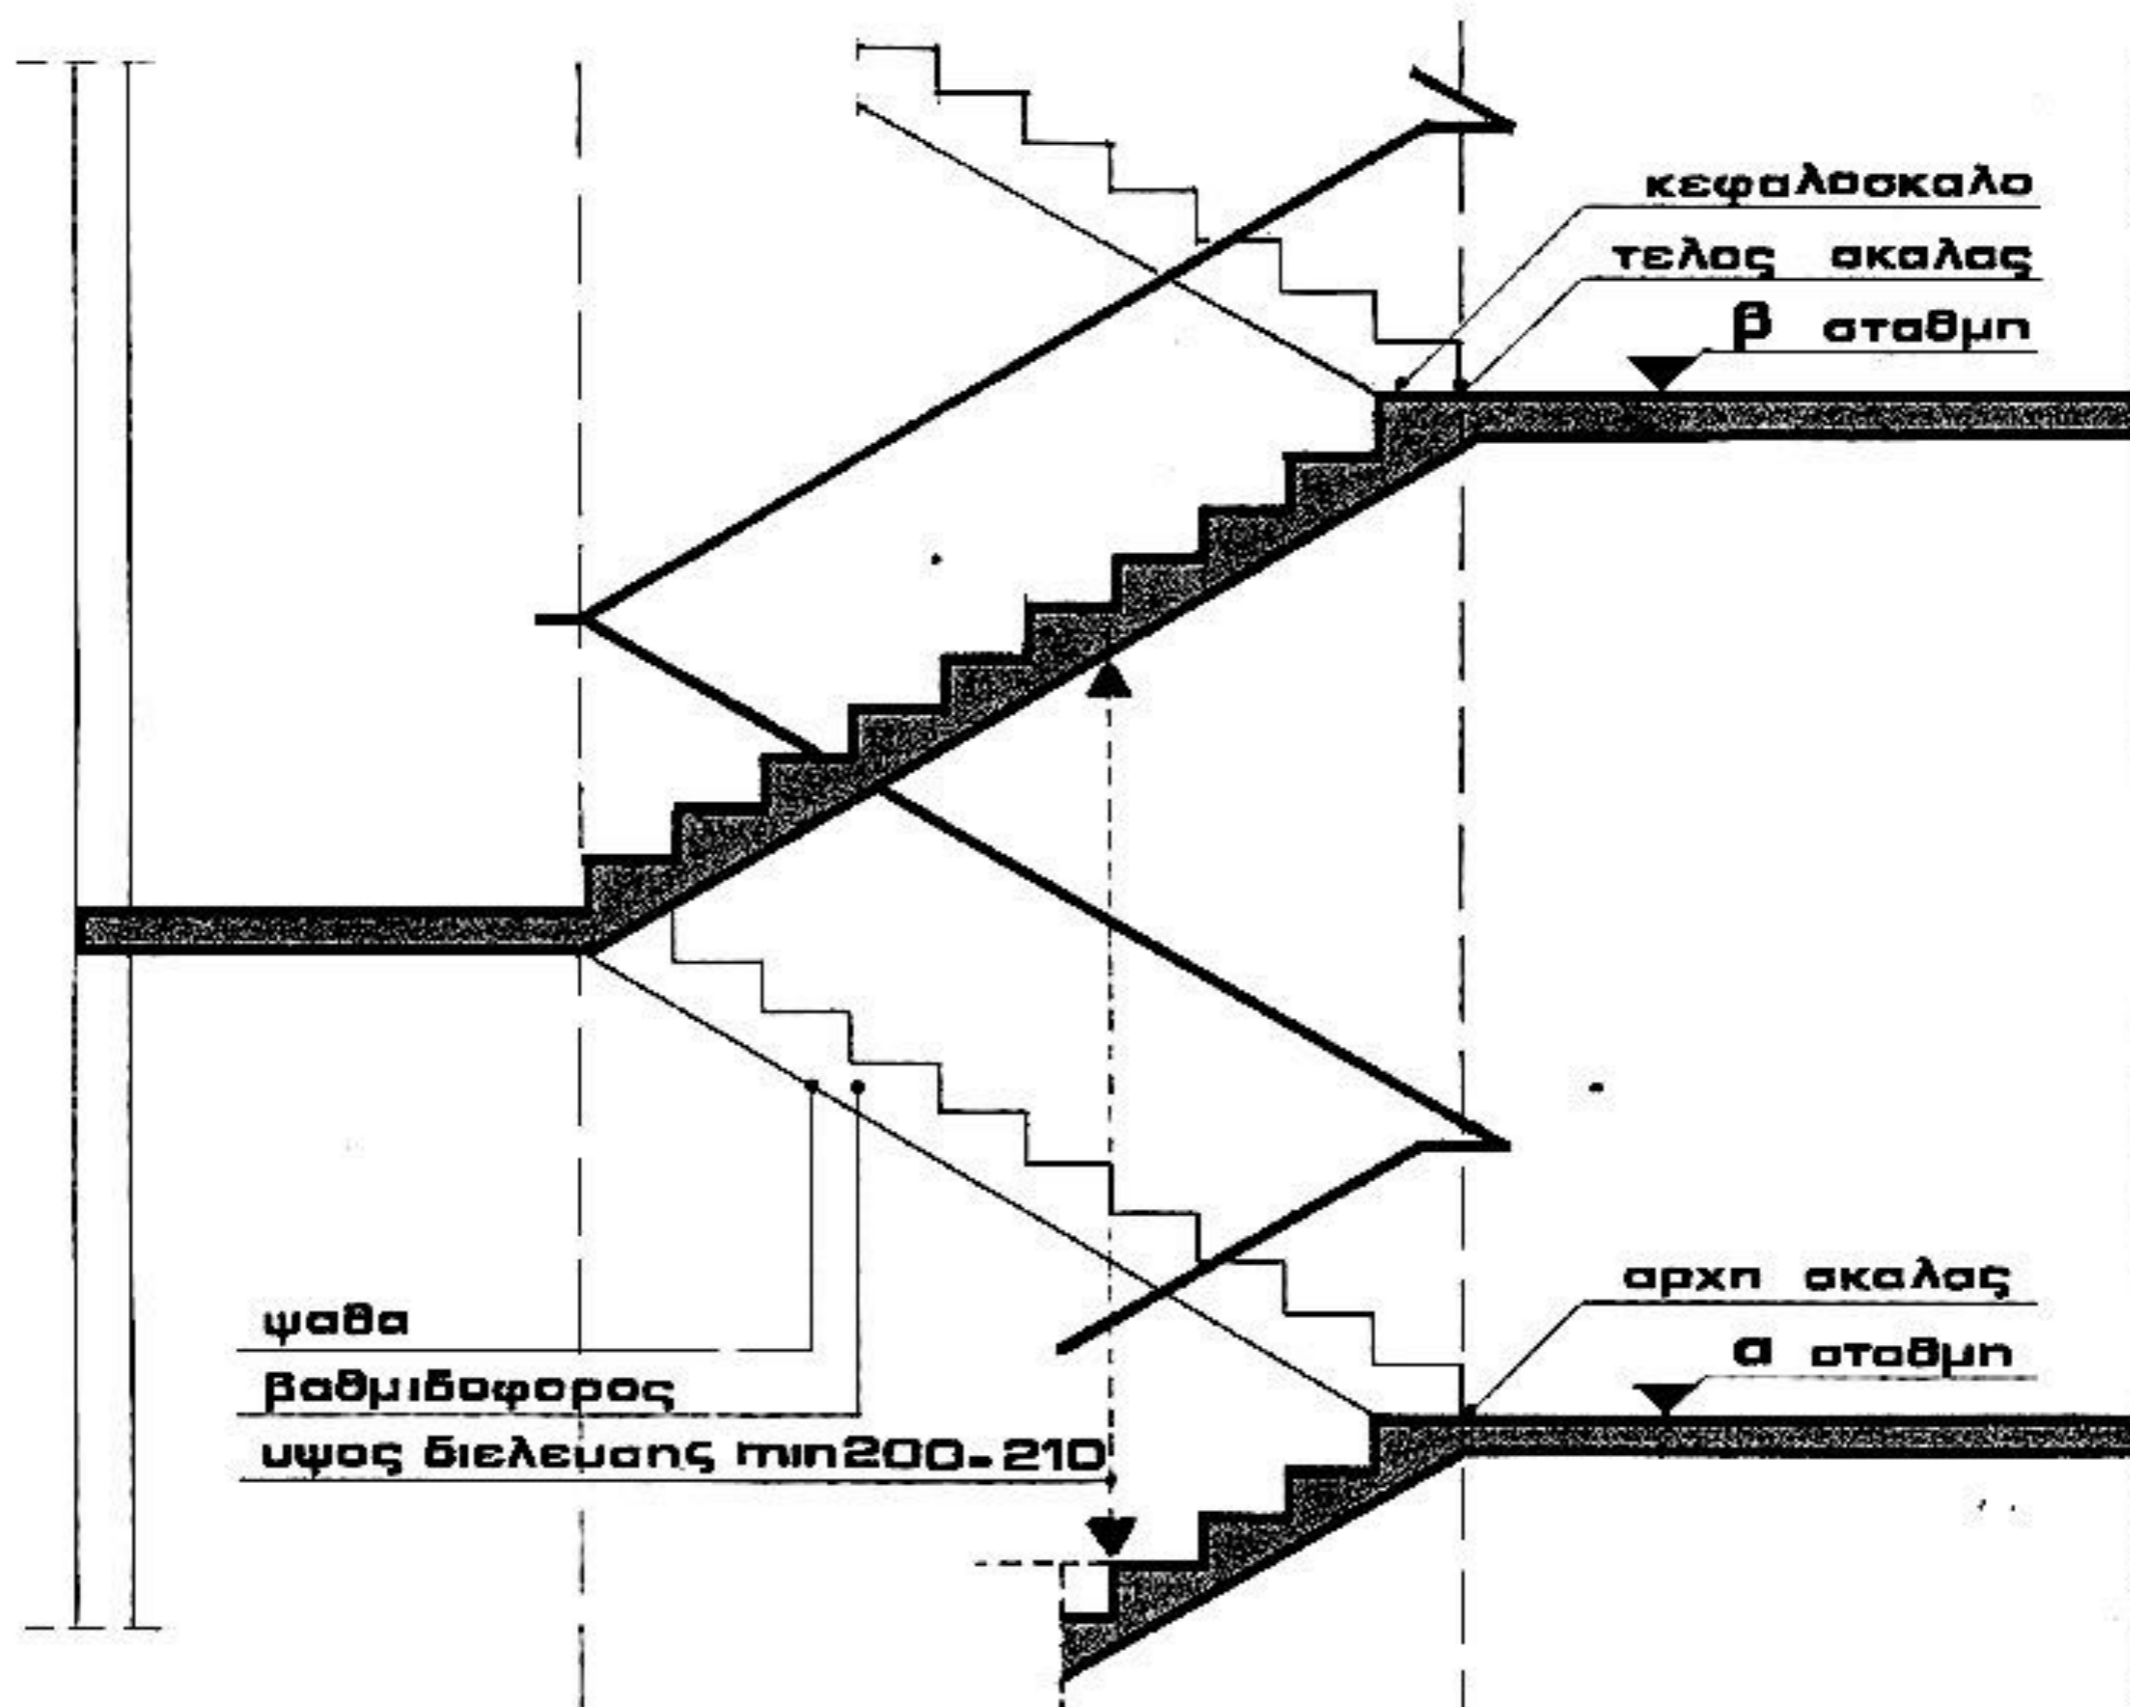 κεφαλοσκαλο
τελος σκαλας
β σταθμη
ψαθα
βαθμιδοφορος
υψος διελευσης min200-210
αρχη σκαλας
α σταθμη